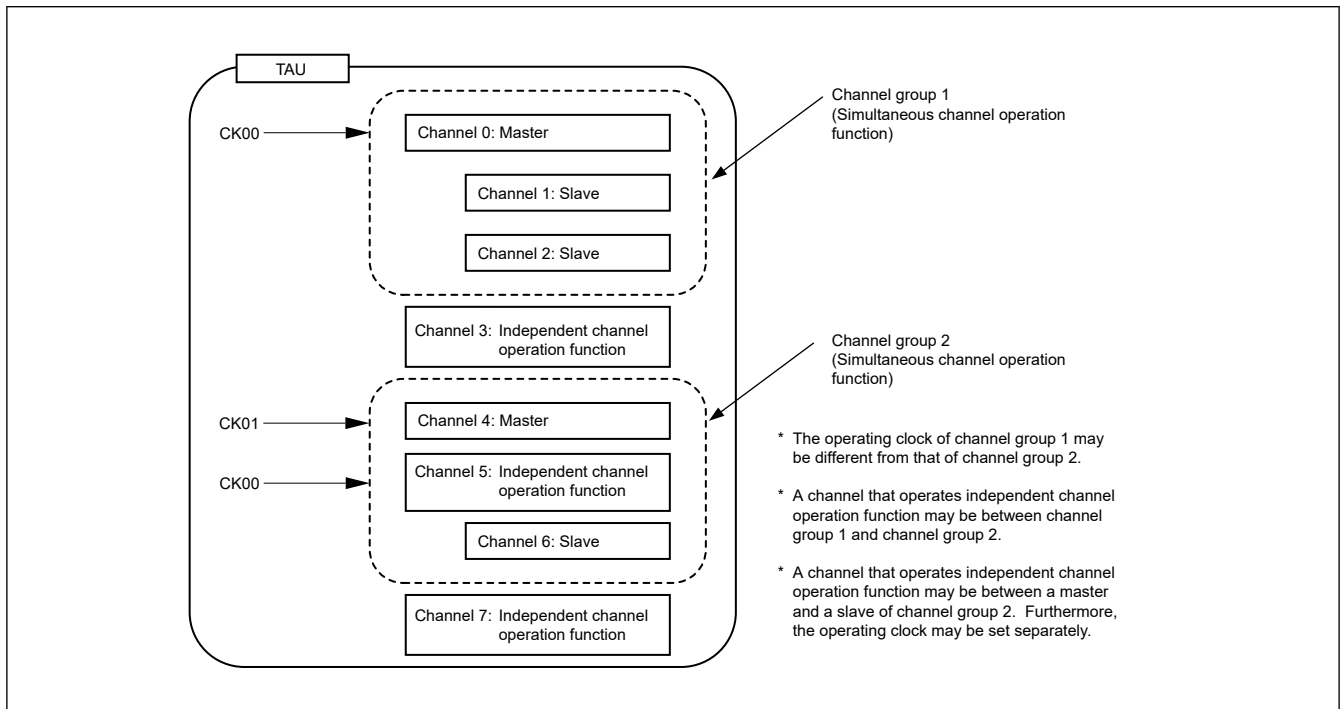 TAU
CK00
Channel 0: Master
Channel 1: Slave
Channel 2: Slave
Channel group 1
(Simultaneous channel operation
function)
Channel 3: Independent channel
operation function
Channel group 2
(Simultaneous channel operation
function)
CK01
Channel 4: Master
CK00
Channel 5: Independent channel
operation function
Channel 6: Slave
Channel 7: Independent channel
operation function
* The operating clock of channel group 1 may
be different from that of channel group 2.
* A channel that operates independent channel
operation function may be between channel
group 1 and channel group 2.
* A channel that operates independent channel
operation function may be between a master
and a slave of channel group 2. Furthermore,
the operating clock may be set separately.